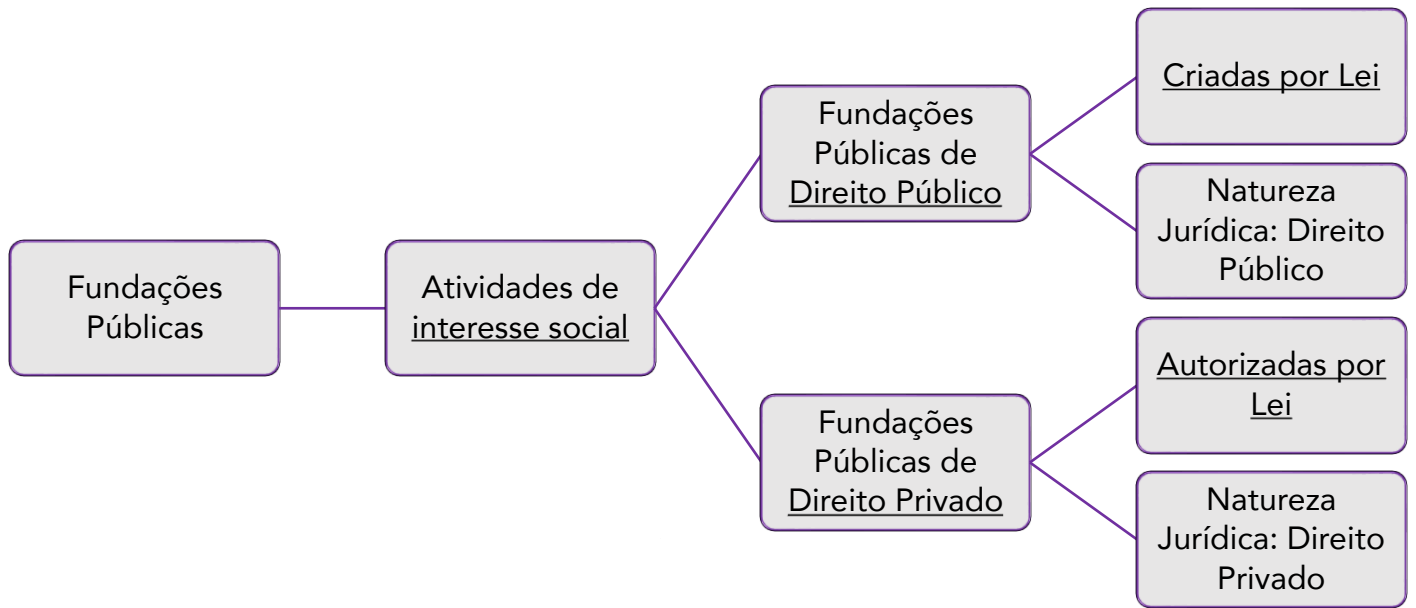 Fundações
Públicas
Atividades de
interesse social
Fundações
Públicas de
Direito Público
Criadas por Lei
Natureza
Jurídica: Direito
Público
Fundações
Públicas de
Direito Privado
Autorizadas por
Lei
Natureza
Jurídica: Direito
Privado